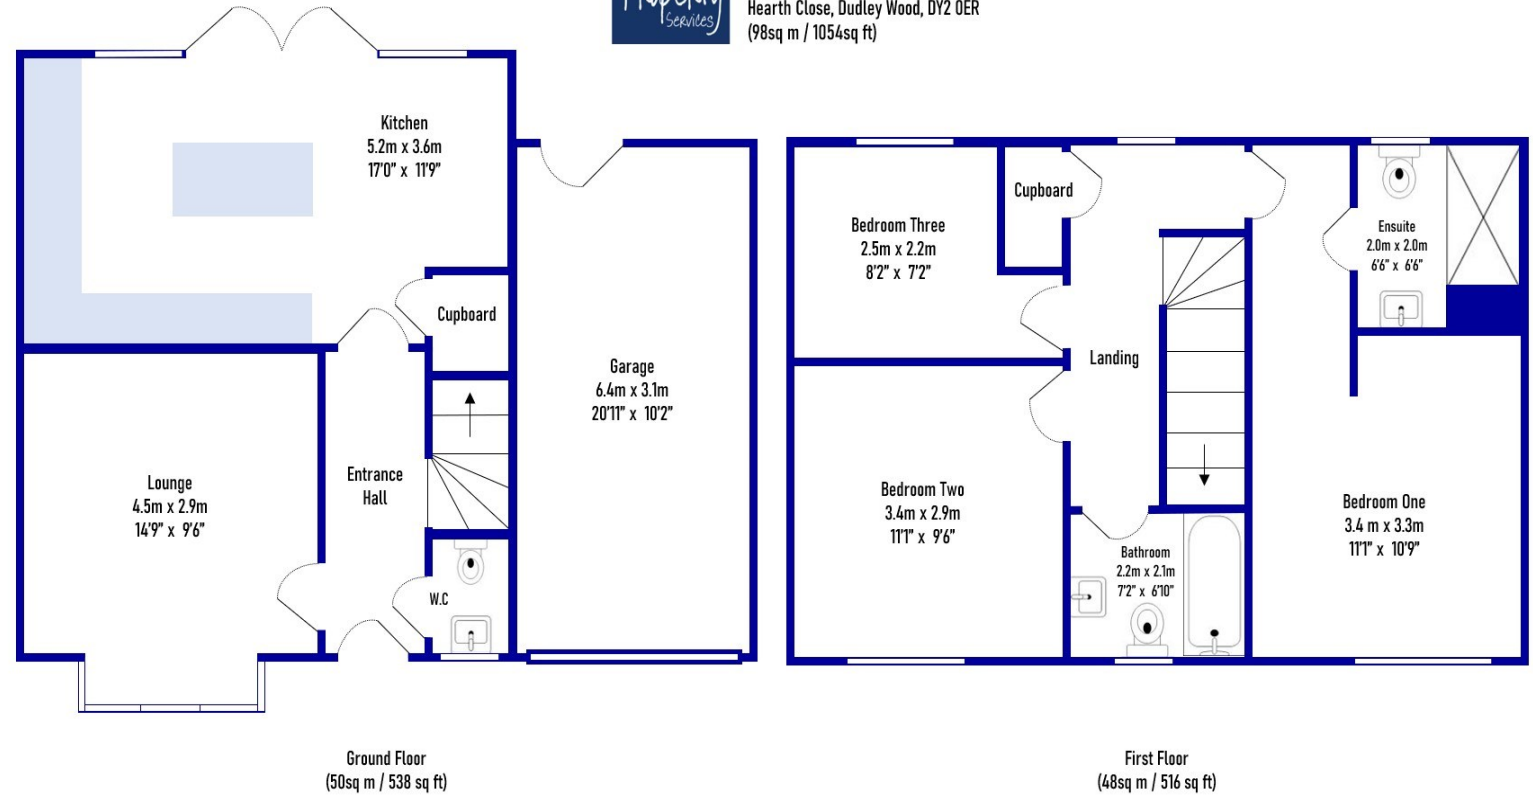 Services
Hearth Close, Dudley Wood, DY2 0ER
(98sq m / 1054sq ft)
Kitchen
5.2m x 3.6m
17'0" x 11'9"
Cupboard
Garage
6.4m x 3.1m
20'11" x 10'2"
Lounge
4.5m x 2.9m
14'9" x 9'6"
Entrance
Hall
W.C
Ground Floor
(50sq m / 538 sq ft)
Bedroom Three
2.5m x 2.2m
8'2" x 7'2"
Cupboard
Ensuite
2.0m x 2.0m
6'6" x 6'6"
Landing
Bedroom Two
3.4m x 2.9m
11'1" x 9'6"
Bathroom
2.2m x 2.1m
7'2" x 6'10"
Bedroom One
3.4 m x 3.3m
11'1" x 10'9"
First Floor
(48sq m / 516 sq ft)